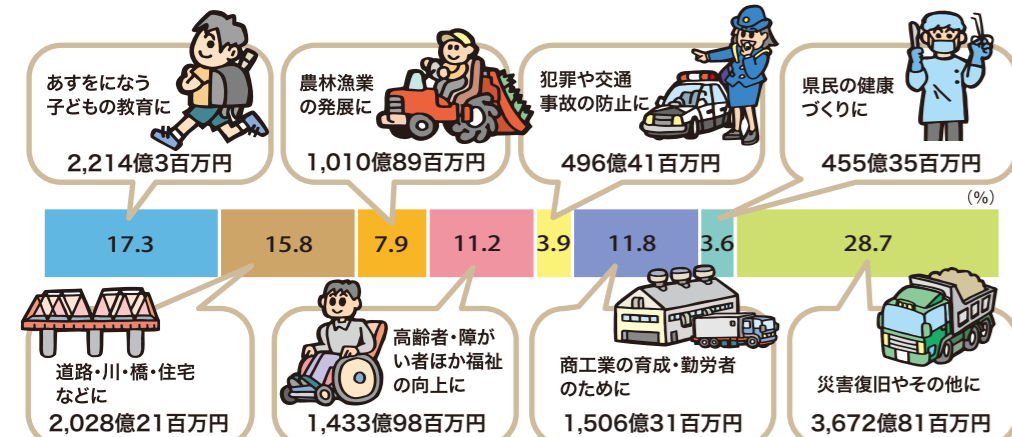 あすをになう
子どもの教育に
2,214億3百万円
農林漁業
の発展に
1,010億89百万円
犯罪や交通
事故の防止に
496億41百万円
県民の健康
づくりに
455億35百万円
(%)
17.3
15.8
7.9
11.2
3.9
11.8
3.6
28.7
道路・川・橋・住宅
などに
2,028億21百万円
高齢者・障が
い者ほか福祉
の向上に
1,433億98百万円
商工業の育成・勤労者
のために
1,506億31百万円
災害復旧やその他に
3,672億81百万円